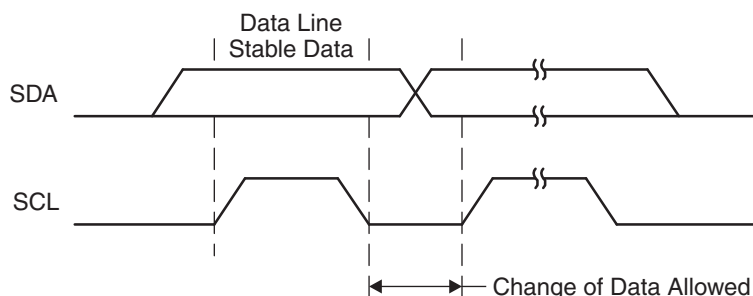 Data Line
Stable Data
SDA
SCL
Change of Data Allowed